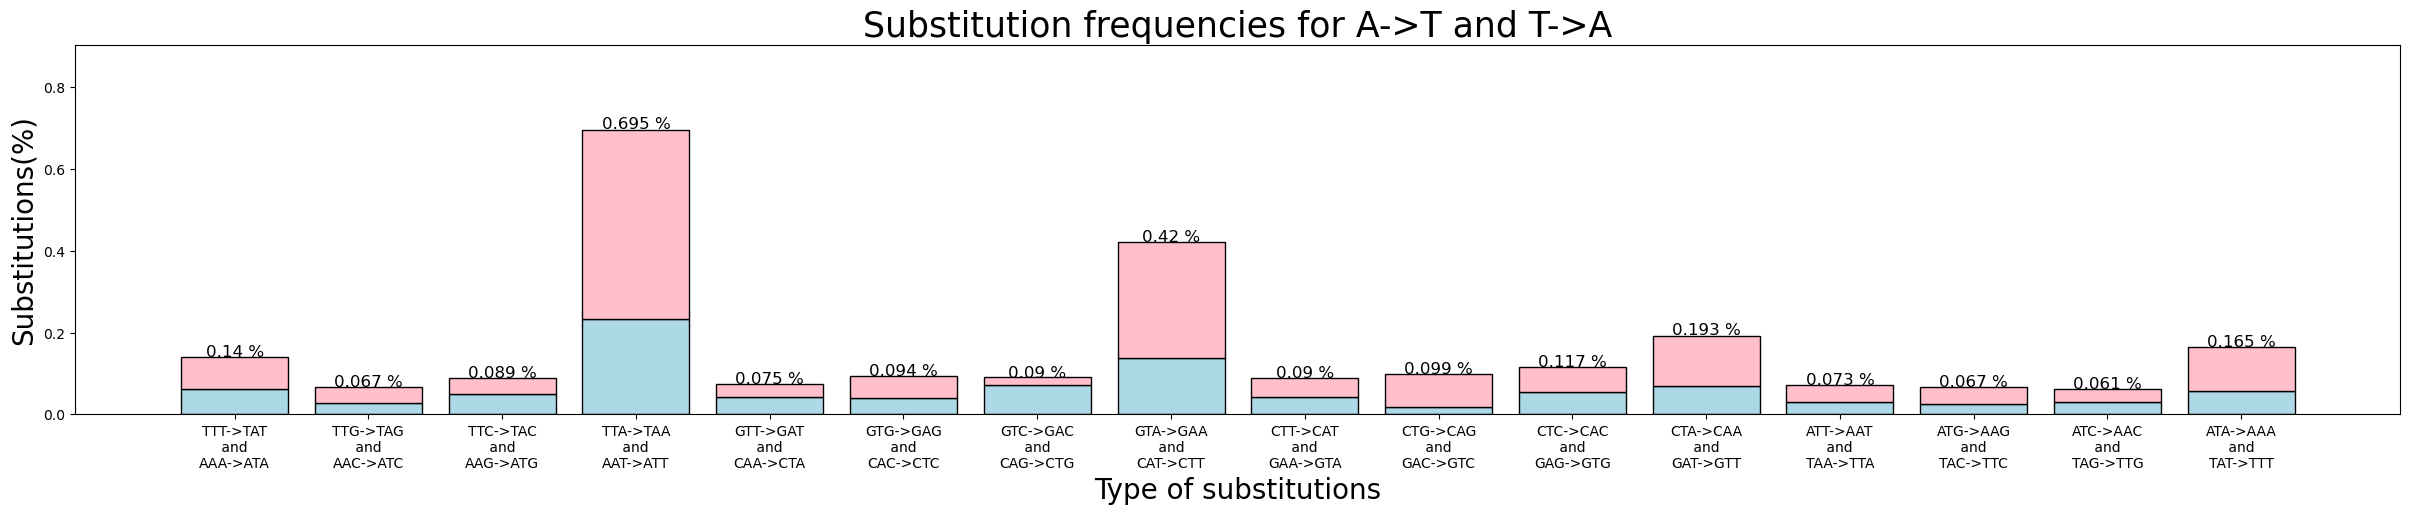 Substitution frequencies for A->T and T->A
Substitutions(%)
0.8
0.6
0.4
0.2
0.0
0.14 %
0.067 %
0.089 %
0.695 %
0.075 %
0.094 %
0.09 %
0.42 %
0.09 %
0.099 %
0.117 %
0.193 %
0.073 %
0.067 %
0.061 %
0.165 %
TTT->TAT
and
AAA->ATA
TTG->TAG
and
AAC->ATC
TTC->TAC
and
AAG->ATG
TTA->TAA
and
AAT->ATT
GTT->GAT
and
CAA->CTA
GTG->GAG
and
CAC->CTC
GTC->GAC
and
CAG->CTG
GTA->GAA
and
CAT->CTT
CTT->CAT
and
GAA->GTA
CTG->CAG
and
GAC->GTC
CTC->CAC
and
GAG->GTG
CTA->CAA
and
GAT->GTT
ATT->AAT
and
TAA->TTA
ATG->AAG
and
TAC->TTC
ATC->AAC
and
TAG->TTG
ATA->AAA
and
TAT->TTT
Type of substitutions